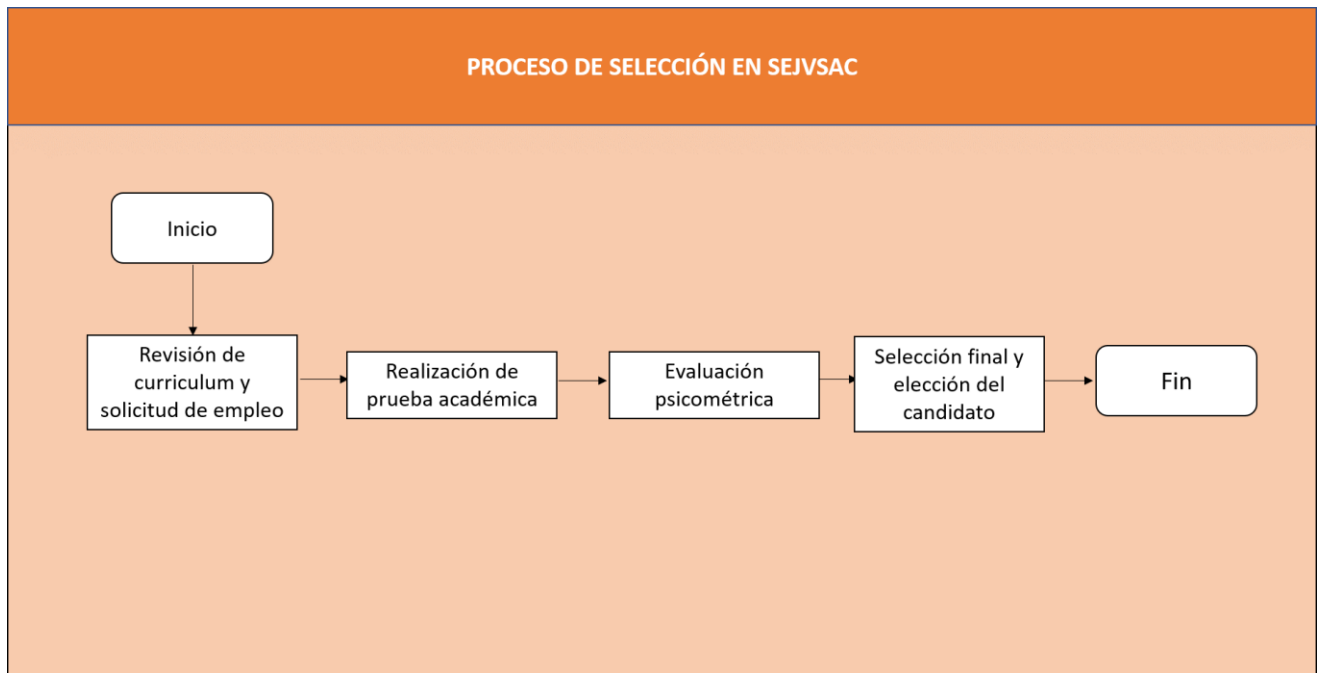 PROCESO DE SELECCIÓN EN SEJVSAC
Inicio
Revisión de
curriculum y
solicitud de empleo
Realización de
prueba académica
Evaluación
psicométrica
Selección final y
elección del
candidato
Fin